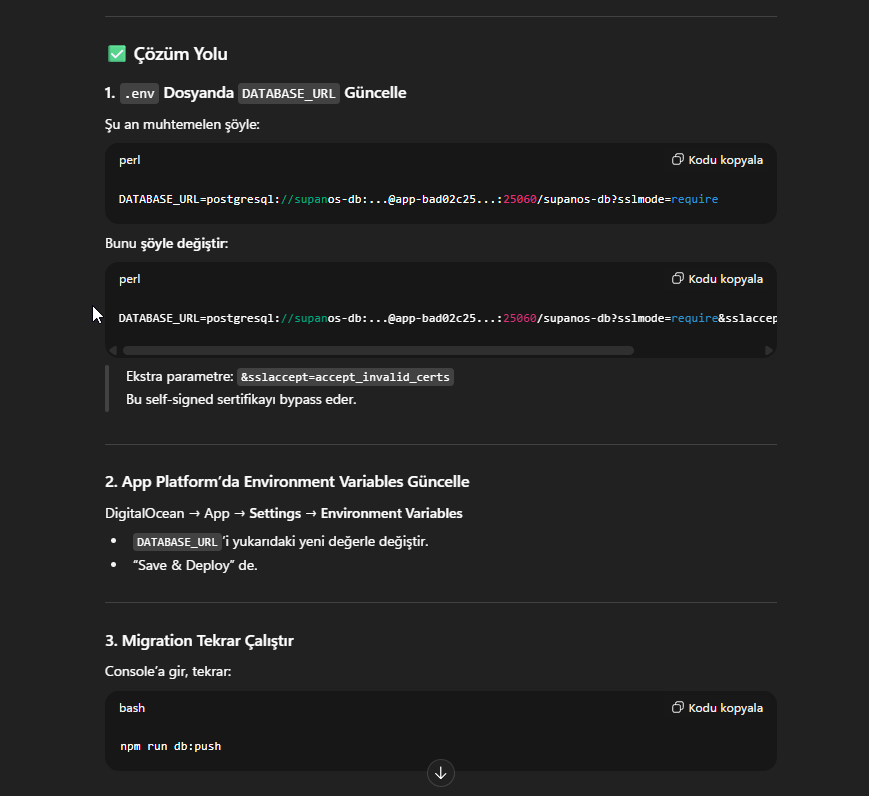 ✅ Çözüm Yolu
1. .env Dosyanda DATABASE_URL Güncelle
Şu an muhtemelen şöyle:
perl
Kodu kopyala
DATABASE_URL=postgresql://supanos-db:...@app-bad02c25...:25060/supanos-db?sslmode=require
Bunu şöyle değiştir:
perl
Kodu kopyala
DATABASE_URL=postgresql://supanos-db:...@app-bad02c25...:25060/supanos-db?sslmode=require&sslaccep
Ekstra parametre: &sslaccept=accept_invalid_certs
Bu self-signed sertifikayı bypass eder.
2. App Platform’da Environment Variables Güncelle
DigitalOcean → App → Settings → Environment Variables
• DATABASE_URL’i yukarıdaki yeni değerle değiştir.
• “Save & Deploy” de.
3. Migration Tekrar Çalıştır
Console’a gir, tekrar:
bash
Kodu kopyala
npm run db:push